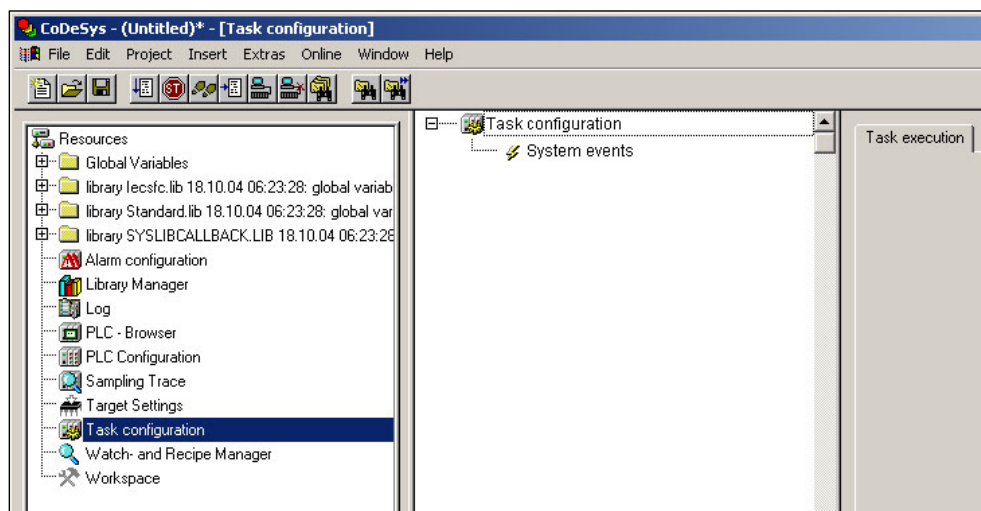 CoDeSys - (Untitled)* - [Task configuration]
File Edit Project Insert Extras Online Window Help
Resources
Global Variables
library Iecsfc.lib 18.10.04 06:23:28: global variab
library Standard.lib 18.10.04 06:23:28: global var
library SYSLIBCALLBACK.LIB 18.10.04 06:23:28
Alarm configuration
Library Manager
Log
PLC - Browser
PLC Configuration
Sampling Trace
Target Settings
Task configuration
Watch- and Recipe Manager
Workspace
Task configuration
System events
Task execution